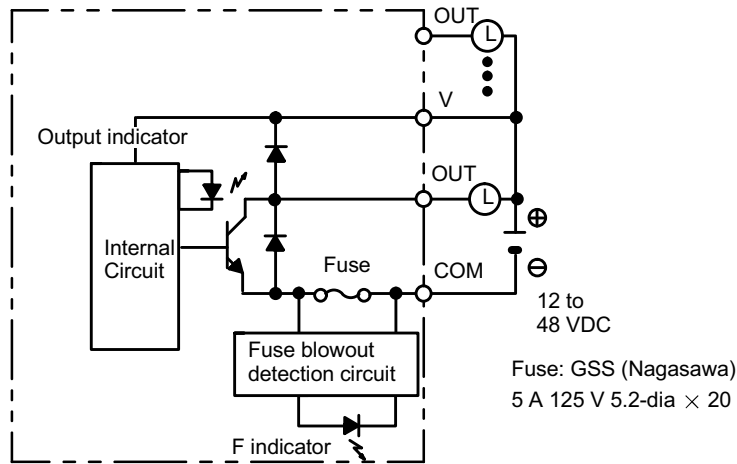 OUT
L
V
Output indicator
OUT
L
Internal
Circuit
Fuse
COM
⊕
⊖
12 to
48 VDC
Fuse blowout
detection circuit
F indicator
Fuse: GSS (Nagasawa)
5 A 125 V 5.2-dia × 20